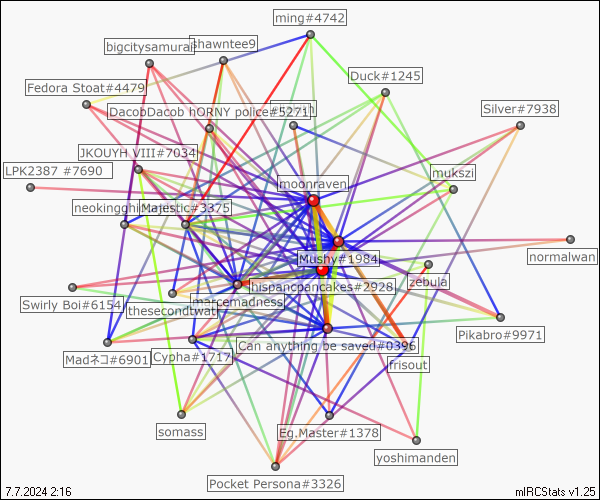 ming#4742
bigcitysamurai
shawntee9
Duck#1245
Fedora Stoat#4479
DacobDacob hORNY police#5271
Silver#7938
JKOUYH VIII#7034
LPK2387 #7690
moonraven
mukszi
Majestic#3375
Mushy#1984
normalwan
hispancpancakes#2928
zebula
Swirly Boi#6154
marcemadness
thesecondtwat
Pikabro#9971
Can anything be saved#0396
Madネコ#6901
Cypha#1717
frisout
somass
Eg.Master#1378
yoshimanden
Pocket Persona#3326
7.7.2024 2:16
mIRCStats v1.25